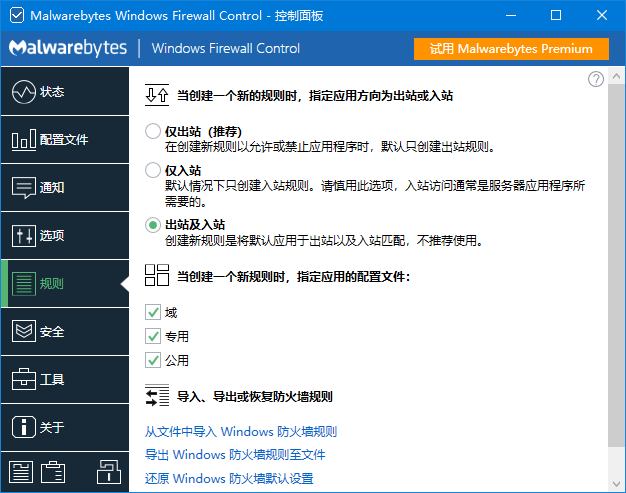 Malwarebytes Windows Firewall Control - 控制面板
Malwarebytes | Windows Firewall Control
试用 Malwarebytes Premium
状态
配置文件
通知
选项
规则
安全
工具
关于
当创建一个新的规则时，指定应用方向为出站或入站
仅出站（推荐）
在创建新规则以允许或禁止应用程序时，默认只创建出站规则。
仅入站
默认情况下只创建入站规则。请慎用此选项，入站访问通常是服务器应用程序所
需要的。
出站及入站
创建新规则是将默认应用于出站以及入站匹配，不推荐使用。
当创建一个新规则时，指定应用的配置文件：
域
专用
公用
导入、导出或恢复防火墙规则
从文件中导入 Windows 防火墙规则
导出 Windows 防火墙规则至文件
还原 Windows 防火墙默认设置